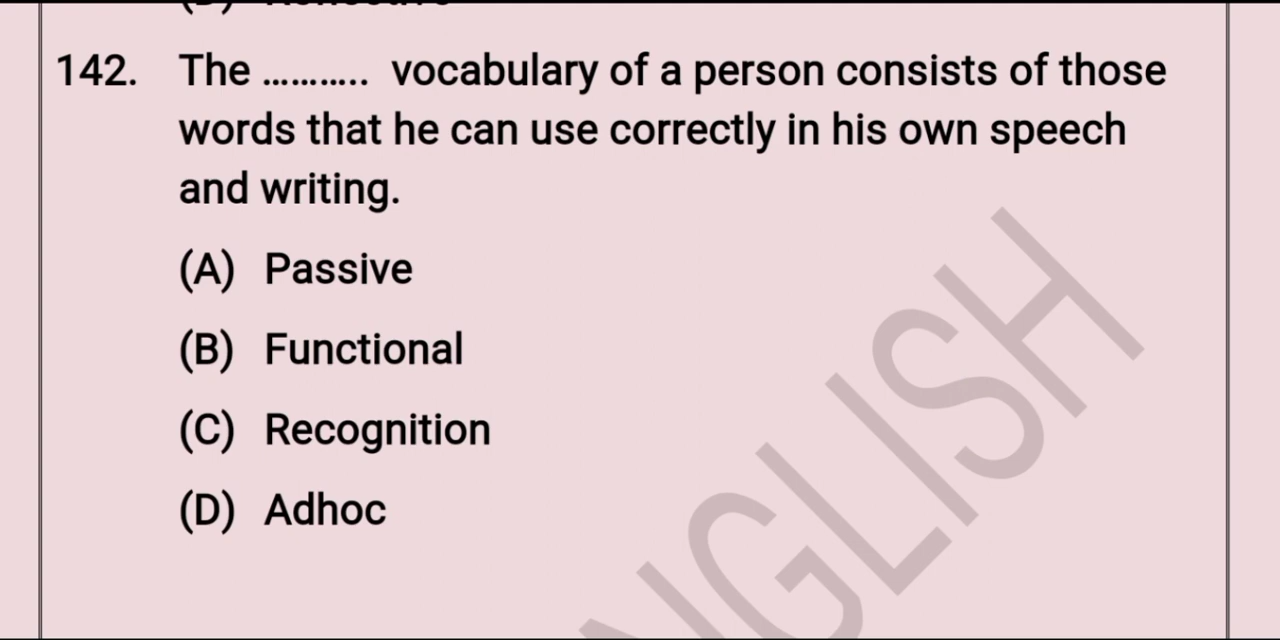 142. The ........... vocabulary of a person consists of those
words that he can use correctly in his own speech
and writing.
(A) Passive
(B) Functional
(C) Recognition
(D) Adhoc